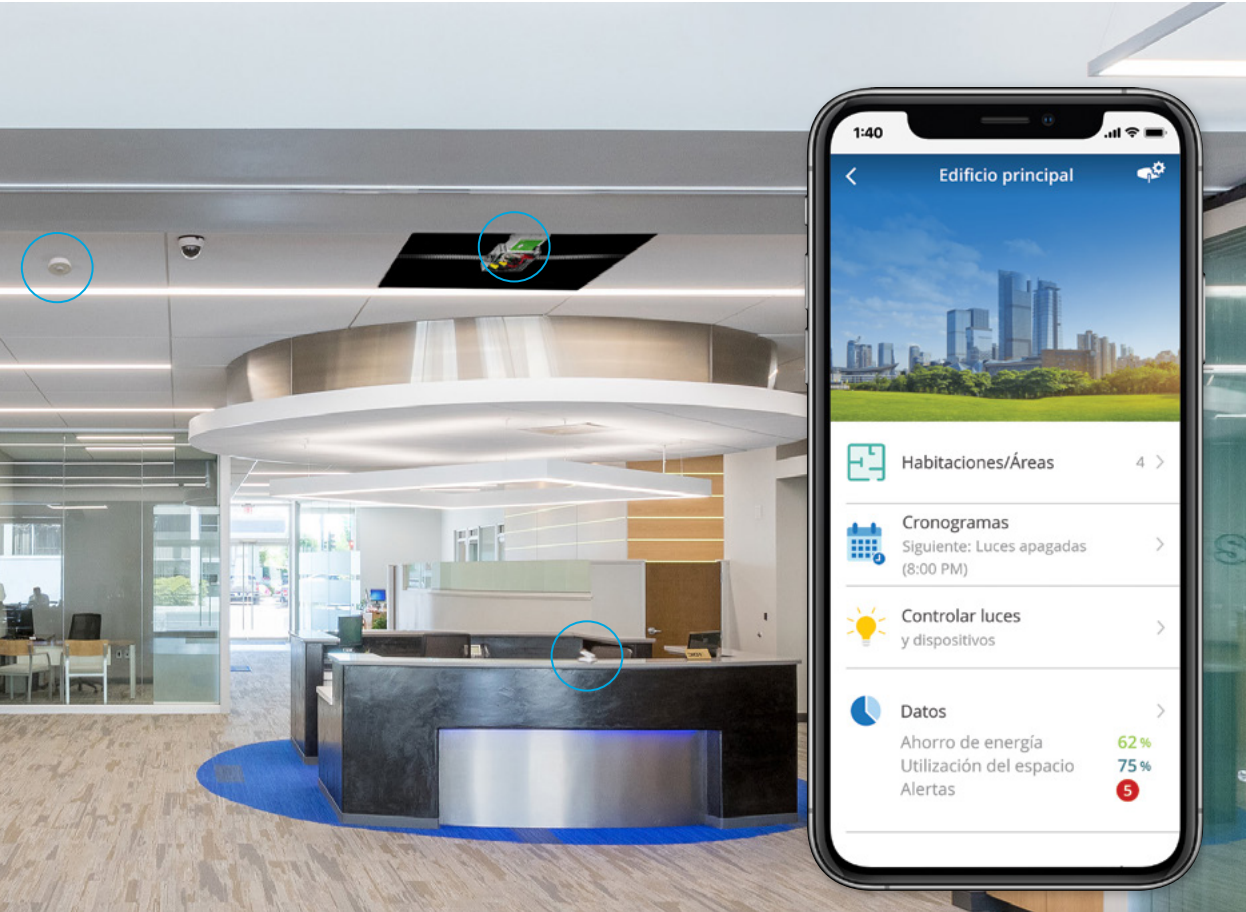 1:40
Edificio principal
Habitaciones/Áreas 4
Cronogramas
Siguiente: Luces apagadas
(8:00 PM)
Controlar luces
y dispositivos
Datos
Ahorro de energía 62 %
Utilización del espacio 75 %
Alertas 5